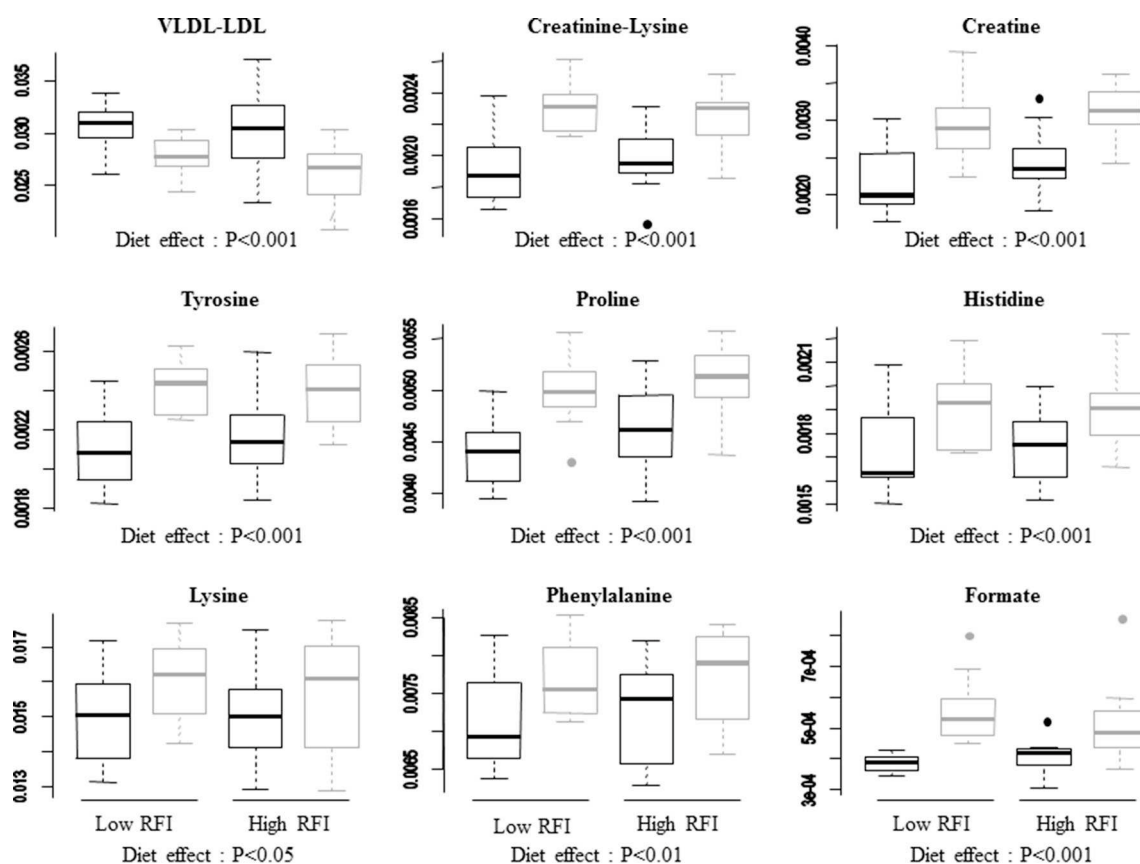 VLDL-LDL
Creatinine-Lysine
Creatine
0.035
0.030
0.025
0.0024
0.0020
0.0016
0.0040
0.0030
0.0020
Diet effect : P<0.001
Diet effect : P<0.001
Diet effect : P<0.001
Tyrosine
Proline
Histidine
0.0026
0.0022
0.0018
0.0055
0.0050
0.0045
0.0040
0.0021
0.0018
0.0015
Diet effect : P<0.001
Diet effect : P<0.001
Diet effect : P<0.001
Lysine
Phenylalanine
Formate
0.017
0.015
0.013
0.0085
0.0075
0.0065
7e-04
5e-04
3e-04
Low RFI
High RFI
Low RFI
High RFI
Low RFI
High RFI
Diet effect : P<0.05
Diet effect : P<0.01
Diet effect : P<0.001